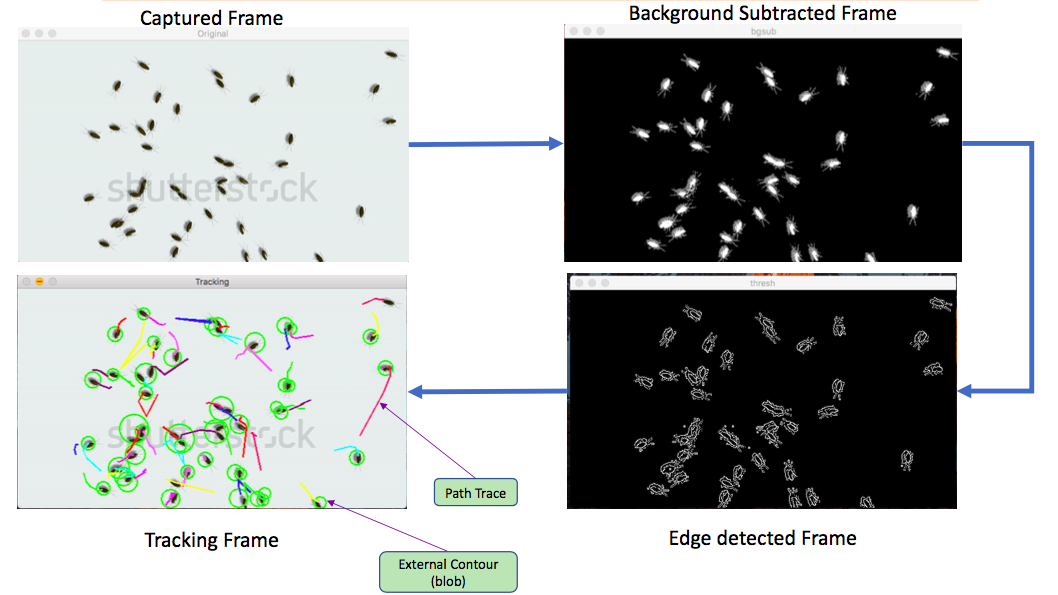 Captured Frame
Background Subtracted Frame
Original
bgsub
shutterstock
Tracking
thresh
shutterstock
Path Trace
Tracking Frame
Edge detected Frame
External Contour
(blob)